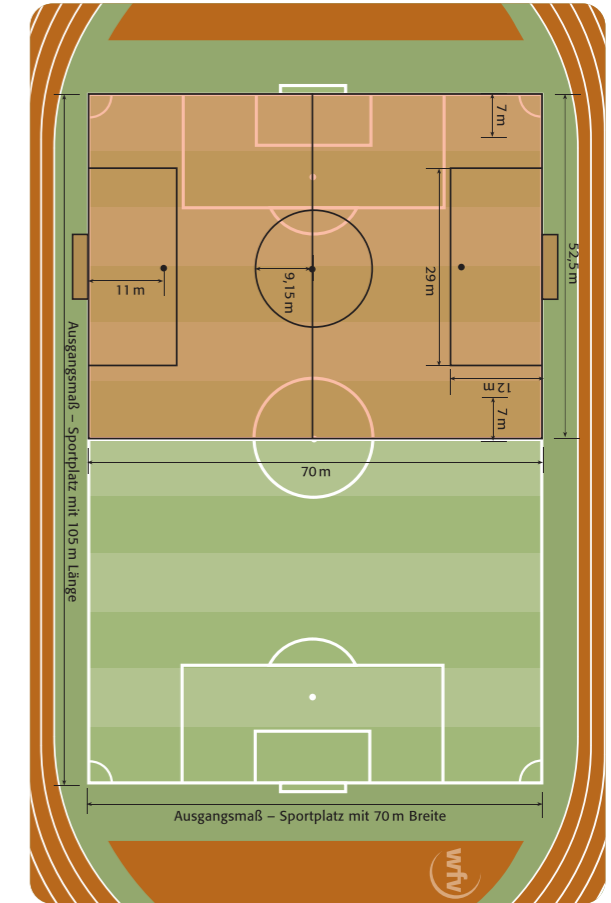 7 m
52,5 m
29 m
11 m
9,15 m
12 m
7 m
70 m
Ausgangsmaß – Sportplatz mit 105 m Länge
Ausgangsmaß – Sportplatz mit 70 m Breite
wfv